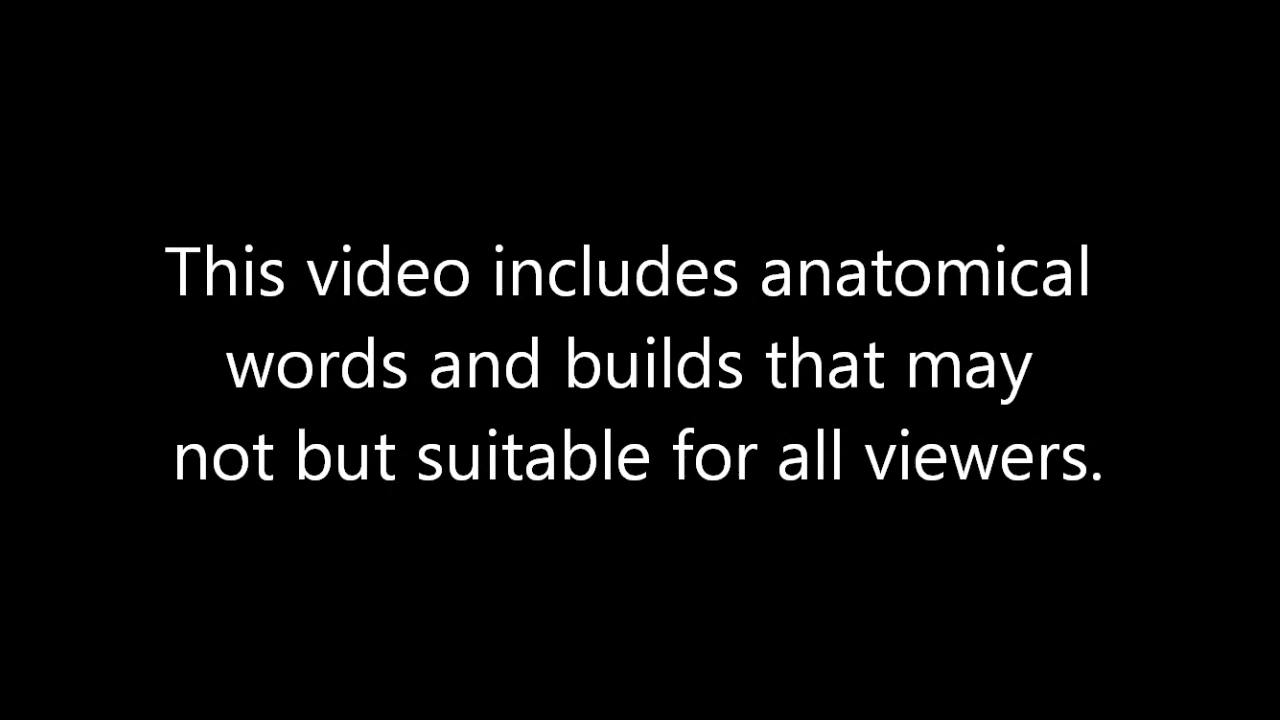 This video includes anatomical
words and builds that may
not but suitable for all viewers.